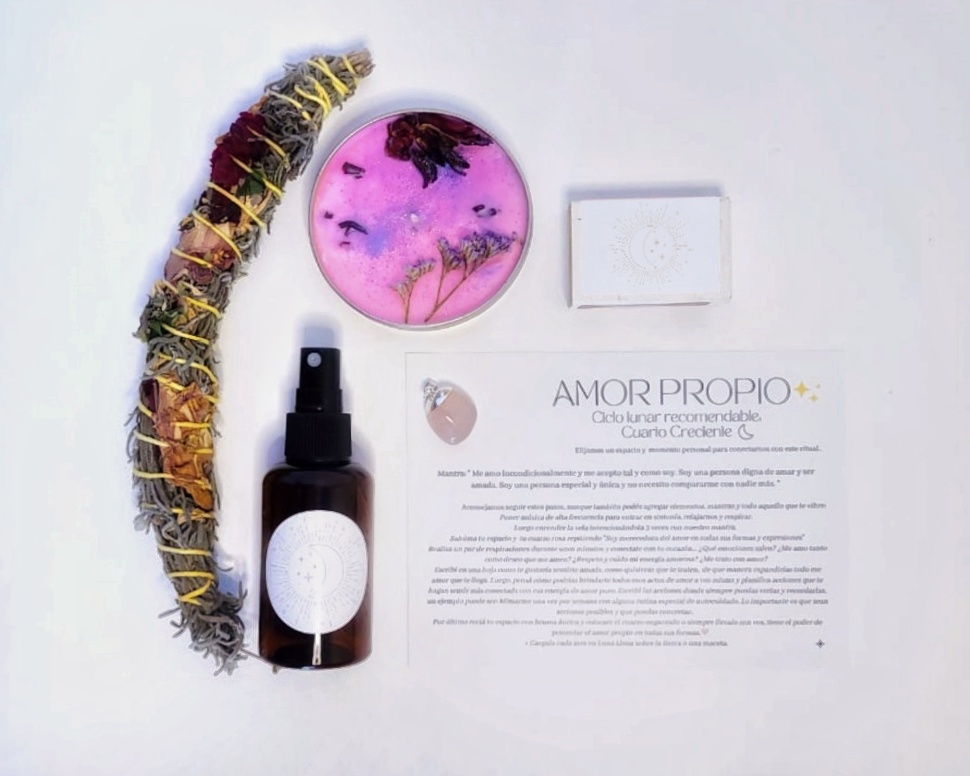 AMOR PROPIO
Ciclo lunar recomendable,
Cuarto Creciente
Elijamos un espacio y momento personal para conectarnos con este ritual.
Mantra: " Me amo incondicionalmente y me acepto tal y como soy. Soy una persona digna de amar y ser
amada. Soy una persona especial y única y no necesito compararme con nadie más. "
Aconsejamos seguir estos pasos, aunque también podés agregar elementos, mantras y todo aquello que te vibre:
Poner música de alta frecuencia para entrar en sintonía, relajarnos y respirar.
Luego encender la vela intencionándola 3 veces con nuestro mantra.
Sahúma tu espacio y tu cuarzo rosa repitiendo "Soy merecedora del amor en todas sus formas y expresiones"
Realiza un par de respiraciones durante unos minutos y conectate con tu corazón... ¿Qué emociones salen? ¿Me amo tanto
como deseo que me amen? ¿Respeto y cuido mi energía amorosa? ¿Me trato con amor?
Escribí en una hoja como te gustaría sentirte amada, como quisieras que te traten, de que manera expandirías todo ese
amor que te llega. Luego, pensá cómo podrías brindarte todos esos actos de amor a vos misma y planifica acciones que te
hagan sentir más conectada con esa energía de amor puro. Escribí las acciones donde siempre puedas verlas y recordarlas,
un ejemplo puede ser: Mimarme una vez por semana con alguna rutina especial de autocuidado. Lo importante es que sean
acciones posibles y que puedas concretar.
Por último rociá tu espacio con bruma áurica y colocate el cuarzo rosa o siempre llevalo con vos, tiene el poder de
potenciar el amor propio en todas sus formas.
• Cargalo cada mes en Luna Llena sobre la tierra o una maceta.